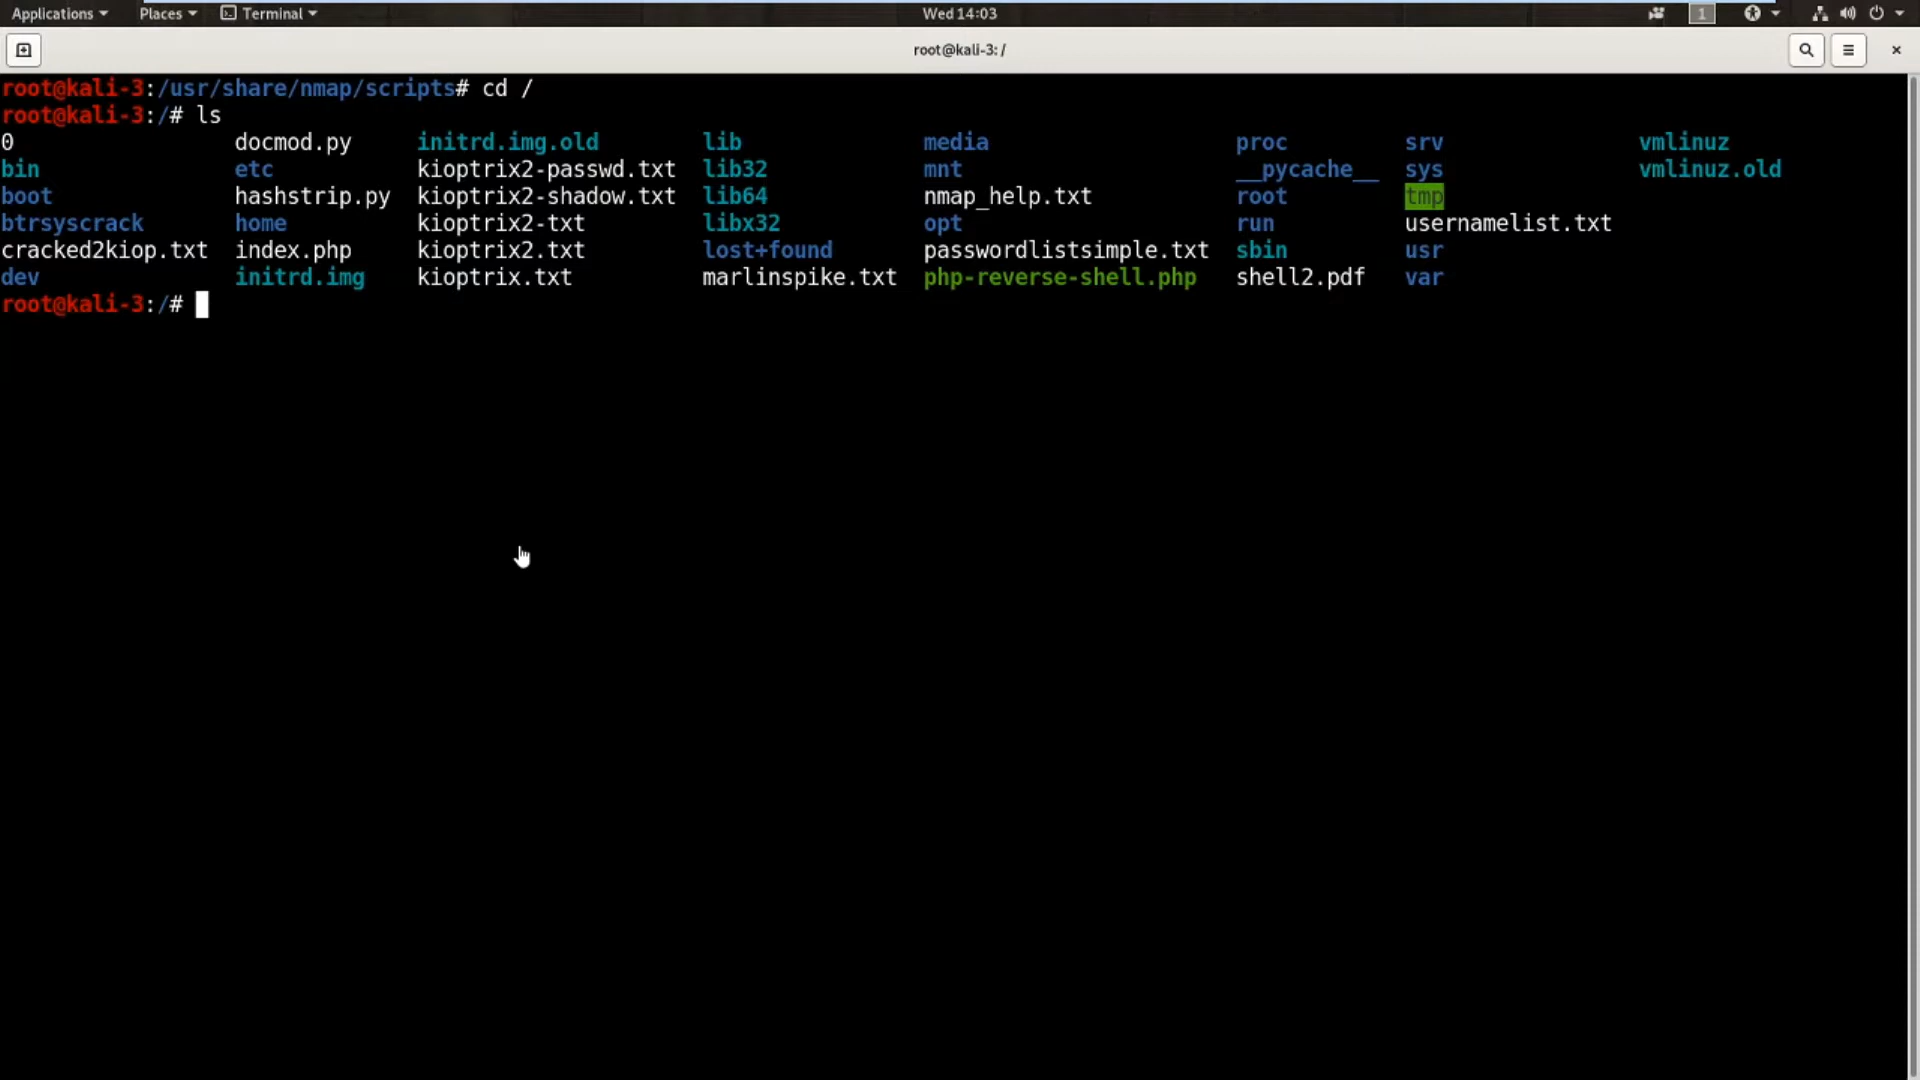 Applications Places Terminal Wed 14:03 1
root@kali-3: /
root@kali-3:/usr/share/nmap/scripts# cd /
root@kali-3:/# ls
0 docmod.py initrd.img.old lib media proc srv vmlinuz
bin etc kioptrix2-passwd.txt lib32 mnt __pycache__ sys vmlinuz.old
boot hashstrip.py kioptrix2-shadow.txt lib64 nmap_help.txt root tmp
btrsyscrack home kioptrix2-txt libx32 opt run usernamelist.txt
cracked2kiop.txt index.php kioptrix2.txt lost+found passwordlistsimple.txt sbin usr
dev initrd.img kioptrix.txt marlinspike.txt php-reverse-shell.php shell2.pdf var
root@kali-3:/#